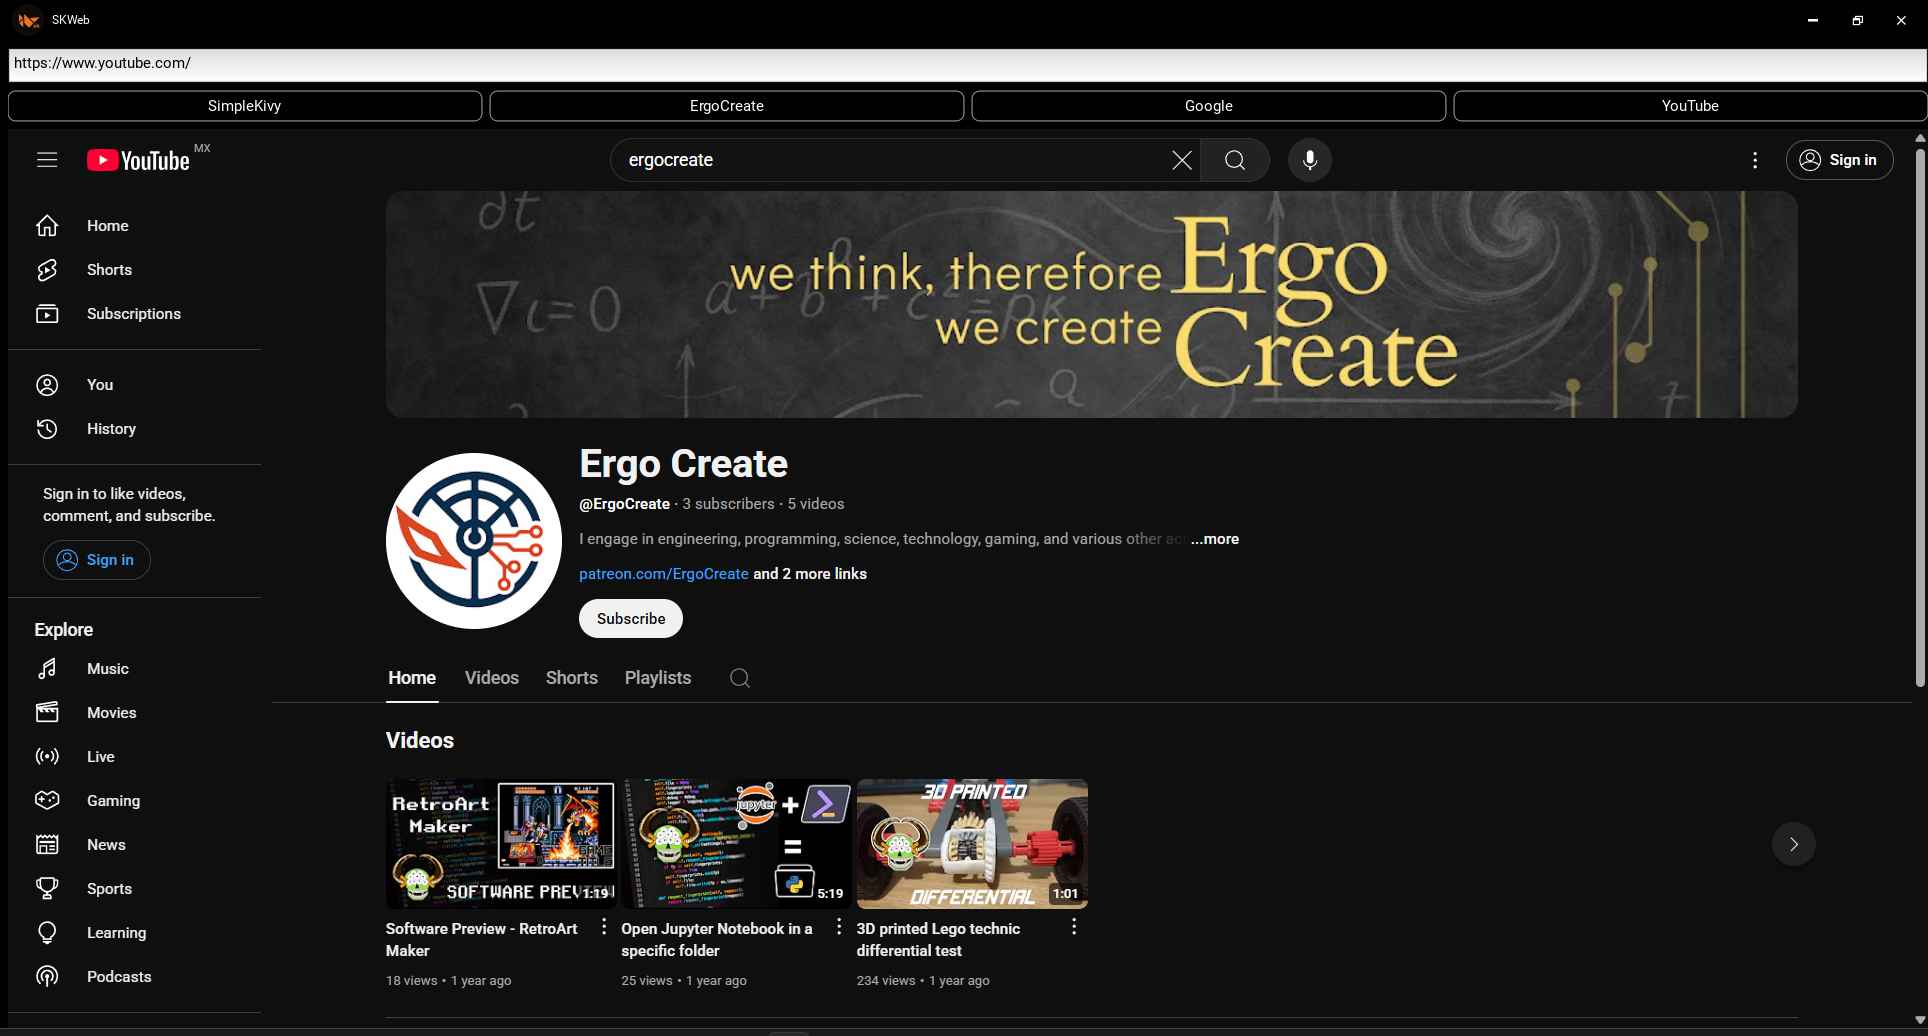 SKWeb
https://www.youtube.com/
SimpleKivy
ErgoCreate
Google
YouTube
YouTube MX
ergocreate
Sign in
Home
Shorts
Subscriptions
You
History
Sign in to like videos,
comment, and subscribe.
Sign in
Explore
Music
Movies
Live
Gaming
News
Sports
Learning
Podcasts
we think, therefore Ergo
we create Create
Ergo Create
@ErgoCreate · 3 subscribers · 5 videos
I engage in engineering, programming, science, technology, gaming, and various other ...more
patreon.com/ErgoCreate and 2 more links
Subscribe
Home Videos Shorts Playlists
Videos
RetroArt
Maker
SOFTWARE PREVIEW
1:19
Software Preview - RetroArt
Maker
18 views • 1 year ago
jupyter +
=
5:19
Open Jupyter Notebook in a
specific folder
25 views • 1 year ago
3D PRINTED
DIFFERENTIAL
1:01
3D printed Lego technic
differential test
234 views • 1 year ago